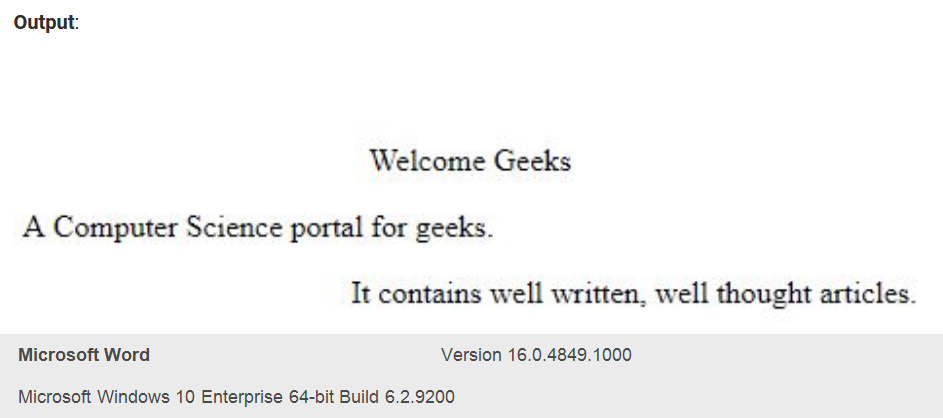 Output:
Welcome Geeks
A Computer Science portal for geeks.
It contains well written, well thought articles.
Microsoft Word Version 16.0.4849.1000
Microsoft Windows 10 Enterprise 64-bit Build 6.2.9200